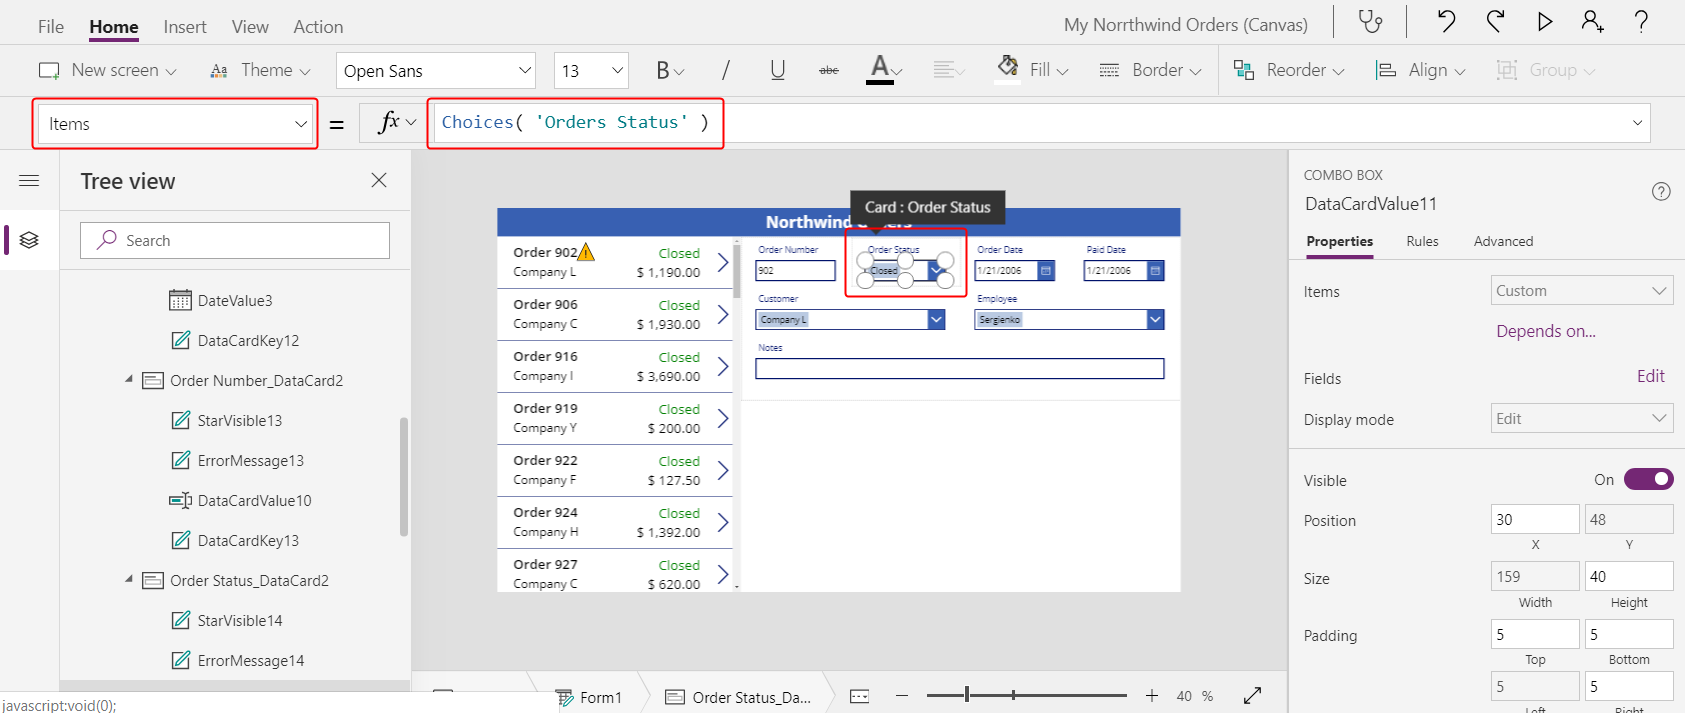 File Home Insert View Action My Norrthwind Orders (Canvas) ?
New screen Theme Open Sans 13 B / U abc A Fill Border Reorder Align Group
Items = fx Choices( 'Orders Status' )
Tree view
Search
DateValue3
DataCardKey12
Order Number_DataCard2
StarVisible13
ErrorMessage13
DataCardValue10
DataCardKey13
Order Status_DataCard2
StarVisible14
ErrorMessage14
javascript:void(0);
Card : Order Status
Northwind
Order 902 Closed
Company L $ 1,190.00
Order 906 Closed
Company C $ 1,930.00
Order 916 Closed
Company I $ 3,690.00
Order 919 Closed
Company Y $ 200.00
Order 922 Closed
Company F $ 127.50
Order 924 Closed
Company H $ 1,392.00
Order 927 Closed
Company C $ 620.00
Order Number Order Status Order Date Paid Date
902 Closed 1/21/2006 1/21/2006
Customer Employee
Company L Sergienko
Notes
Form1 Order Status_Da... 40 %
COMBO BOX
DataCardValue11
?
Properties Rules Advanced
Items Custom
Depends on...
Fields Edit
Display mode Edit
Visible On
Position 30 48
X Y
Size 159 40
Width Height
Padding 5 5
Top Bottom
5 5
Left Right